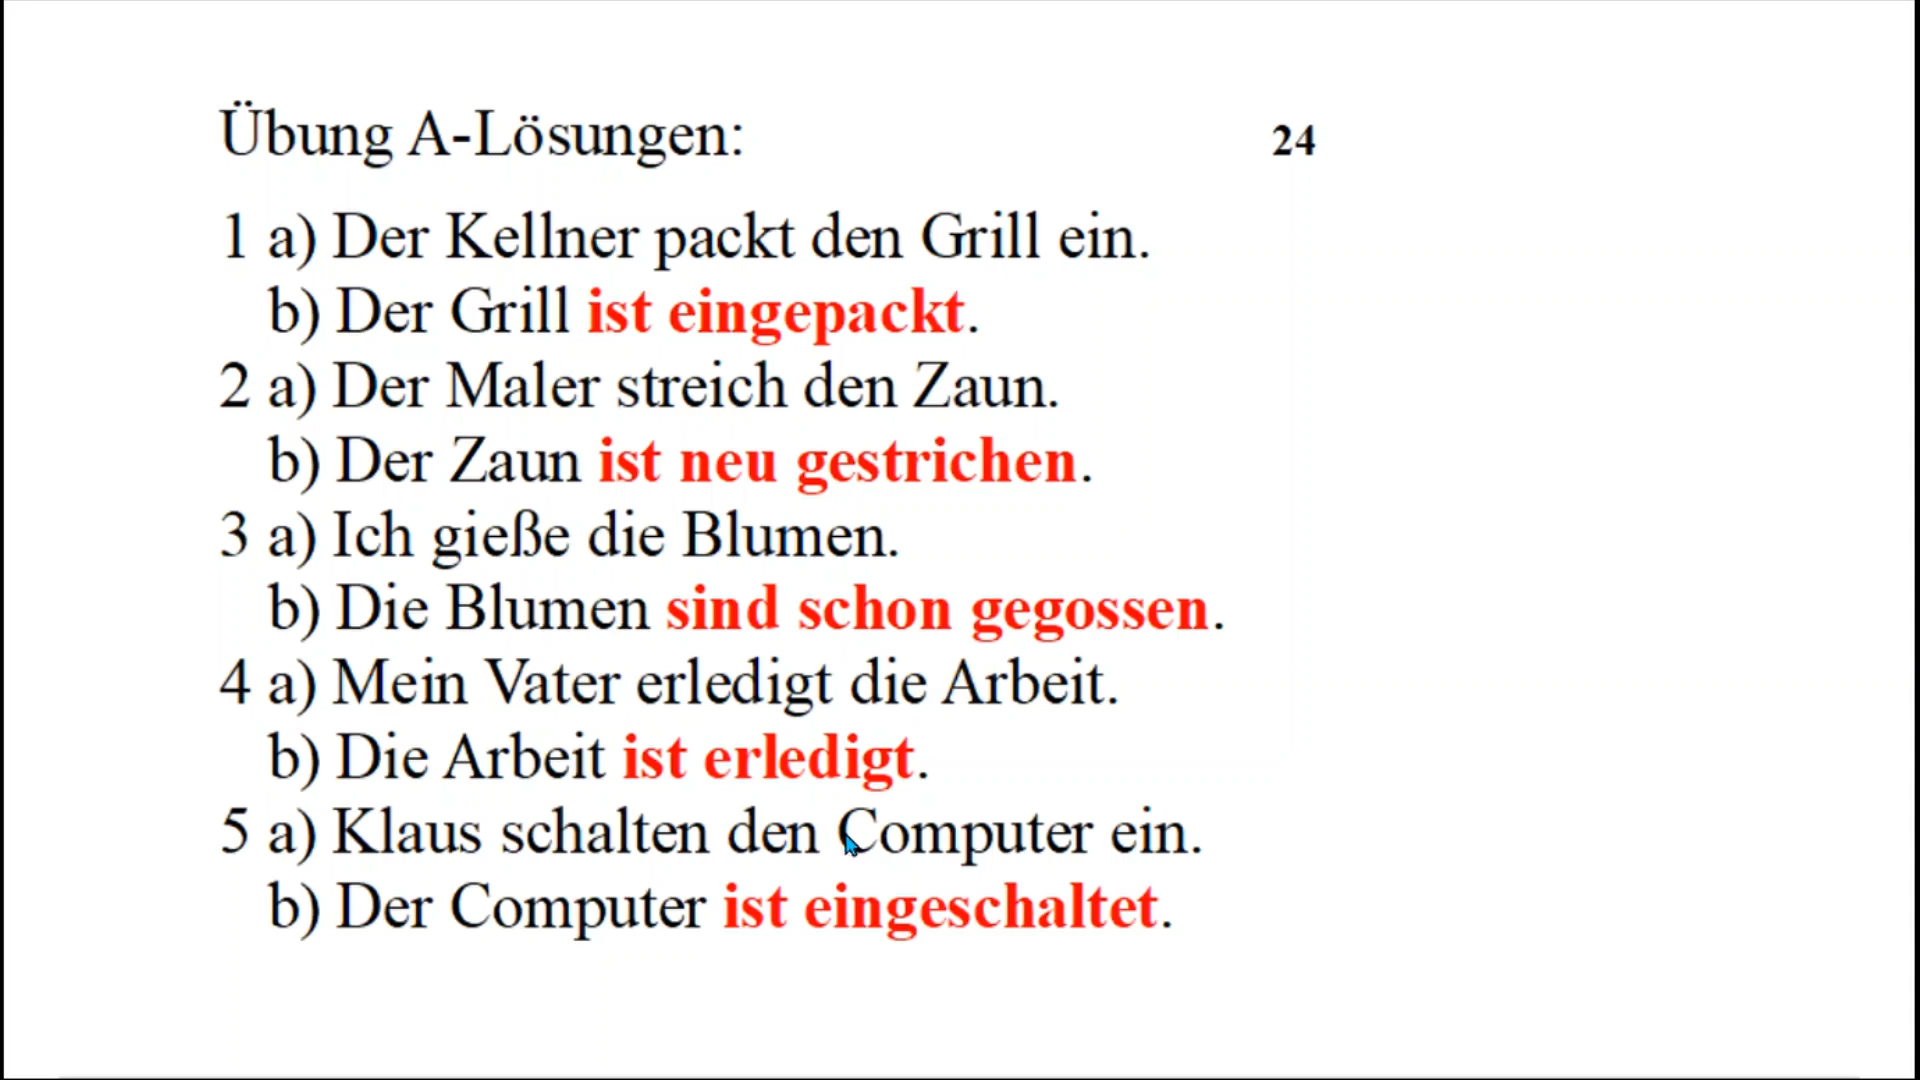 Übung A-Lösungen: 24
1 a) Der Kellner packt den Grill ein.
b) Der Grill ist eingepackt.
2 a) Der Maler streich den Zaun.
b) Der Zaun ist neu gestrichen.
3 a) Ich gieße die Blumen.
b) Die Blumen sind schon gegossen.
4 a) Mein Vater erledigt die Arbeit.
b) Die Arbeit ist erledigt.
5 a) Klaus schalten den Computer ein.
b) Der Computer ist eingeschaltet.